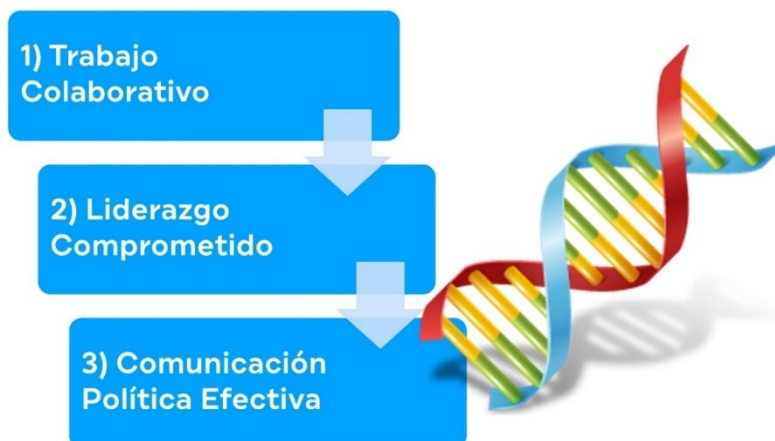 1) Trabajo
Colaborativo
2) Liderazgo
Comprometido
3) Comunicación
Política Efectiva